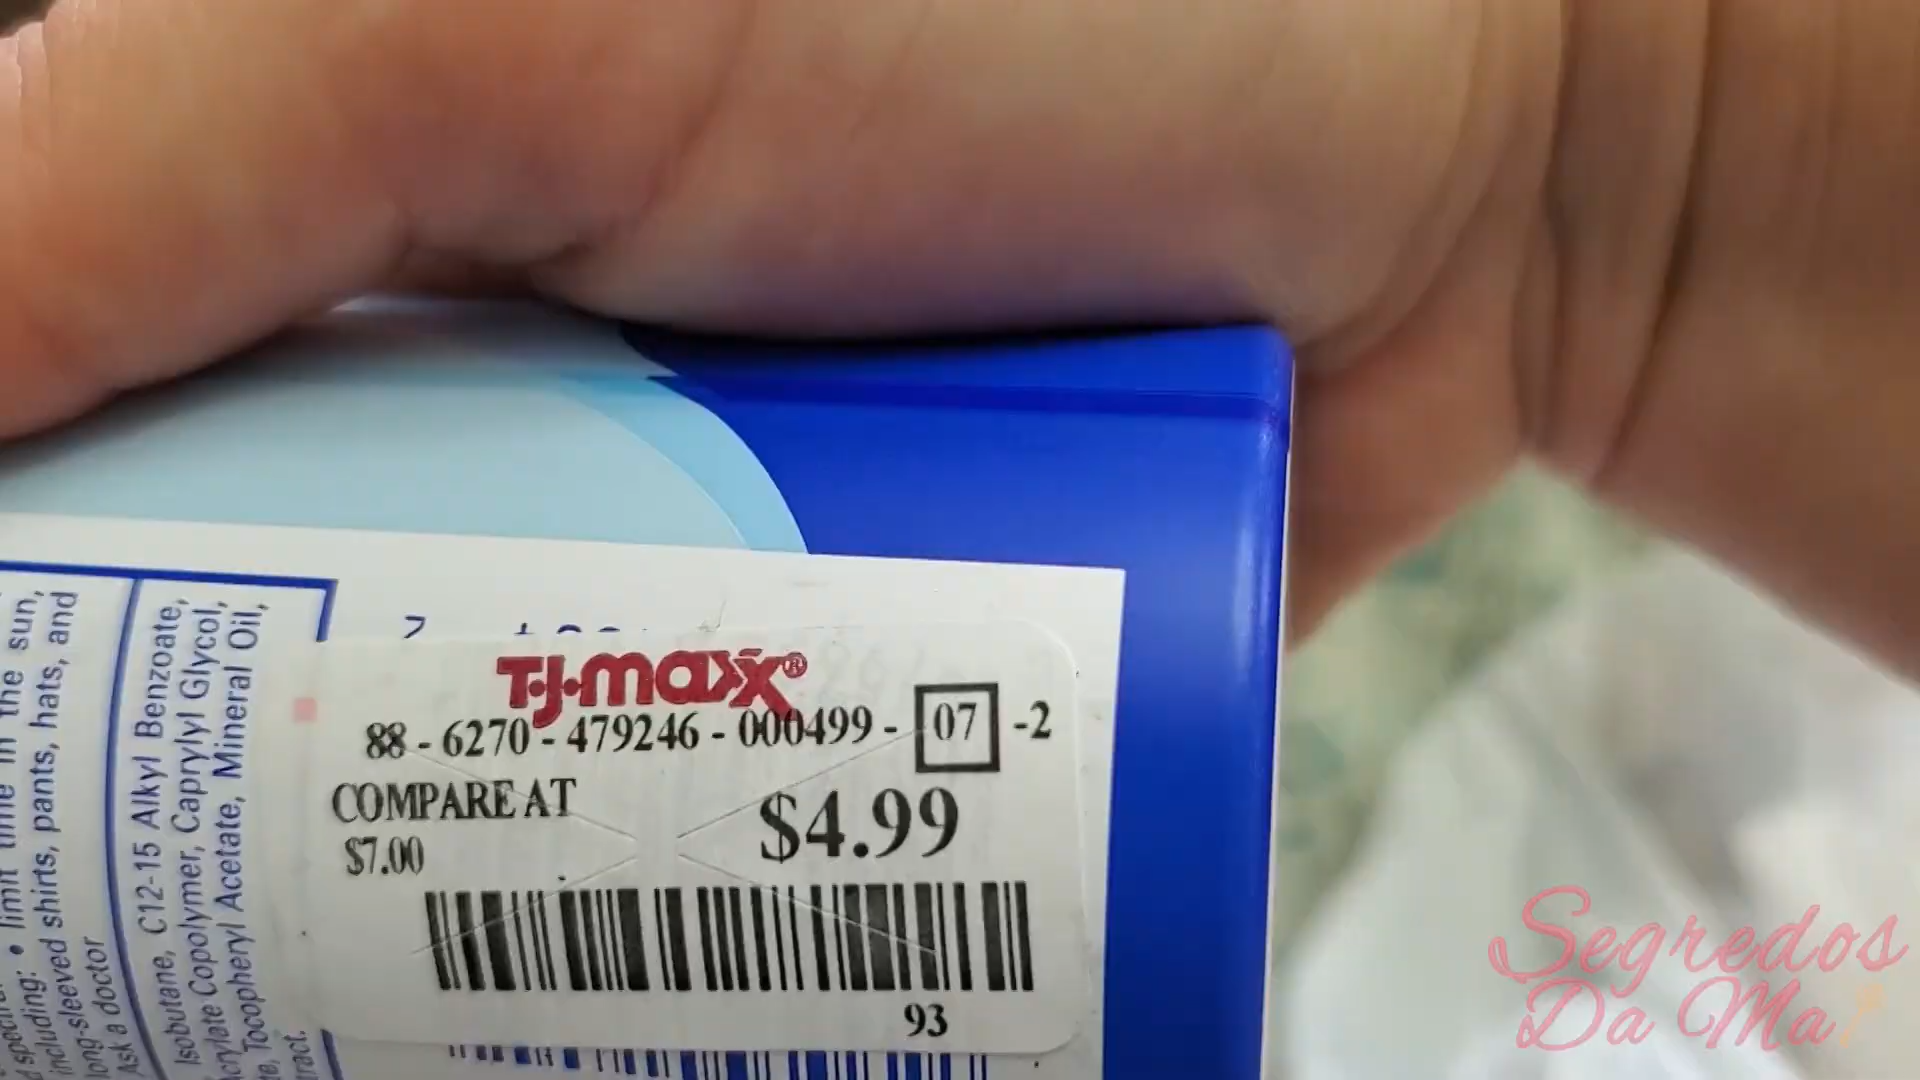 T•J•maxx®
88 - 6270 - 479246 - 000499 - 07 -2
COMPARE AT
$7.00
$4.99
93
limit time in the sun,
including:
long-sleeved shirts, pants, hats, and
Ask a doctor
C12-15 Alkyl Benzoate,
Isobutane,
Copolymer, Caprylyl Glycol,
Tocopheryl Acetate, Mineral Oil,
Segredos
Da Ma